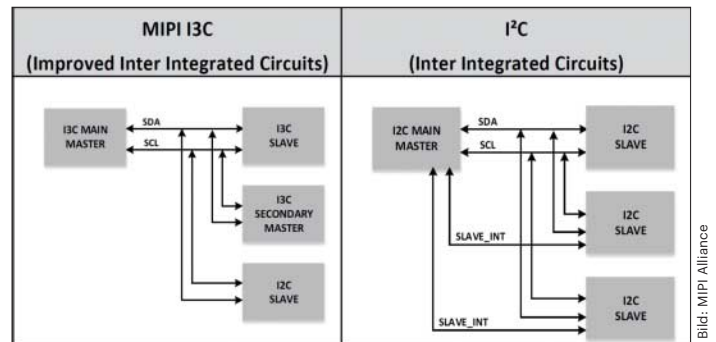 MIPI I3C
(Improved Inter Integrated Circuits)
I3C MAIN
MASTER
SDA
SCL
I3C
SLAVE
I3C
SECONDARY
MASTER
I2C
SLAVE
I²C
(Inter Integrated Circuits)
I2C MAIN
MASTER
SDA
SCL
I2C
SLAVE
I2C
SLAVE
SLAVE_INT
I2C
SLAVE
SLAVE_INT
Bild: MIPI Alliance